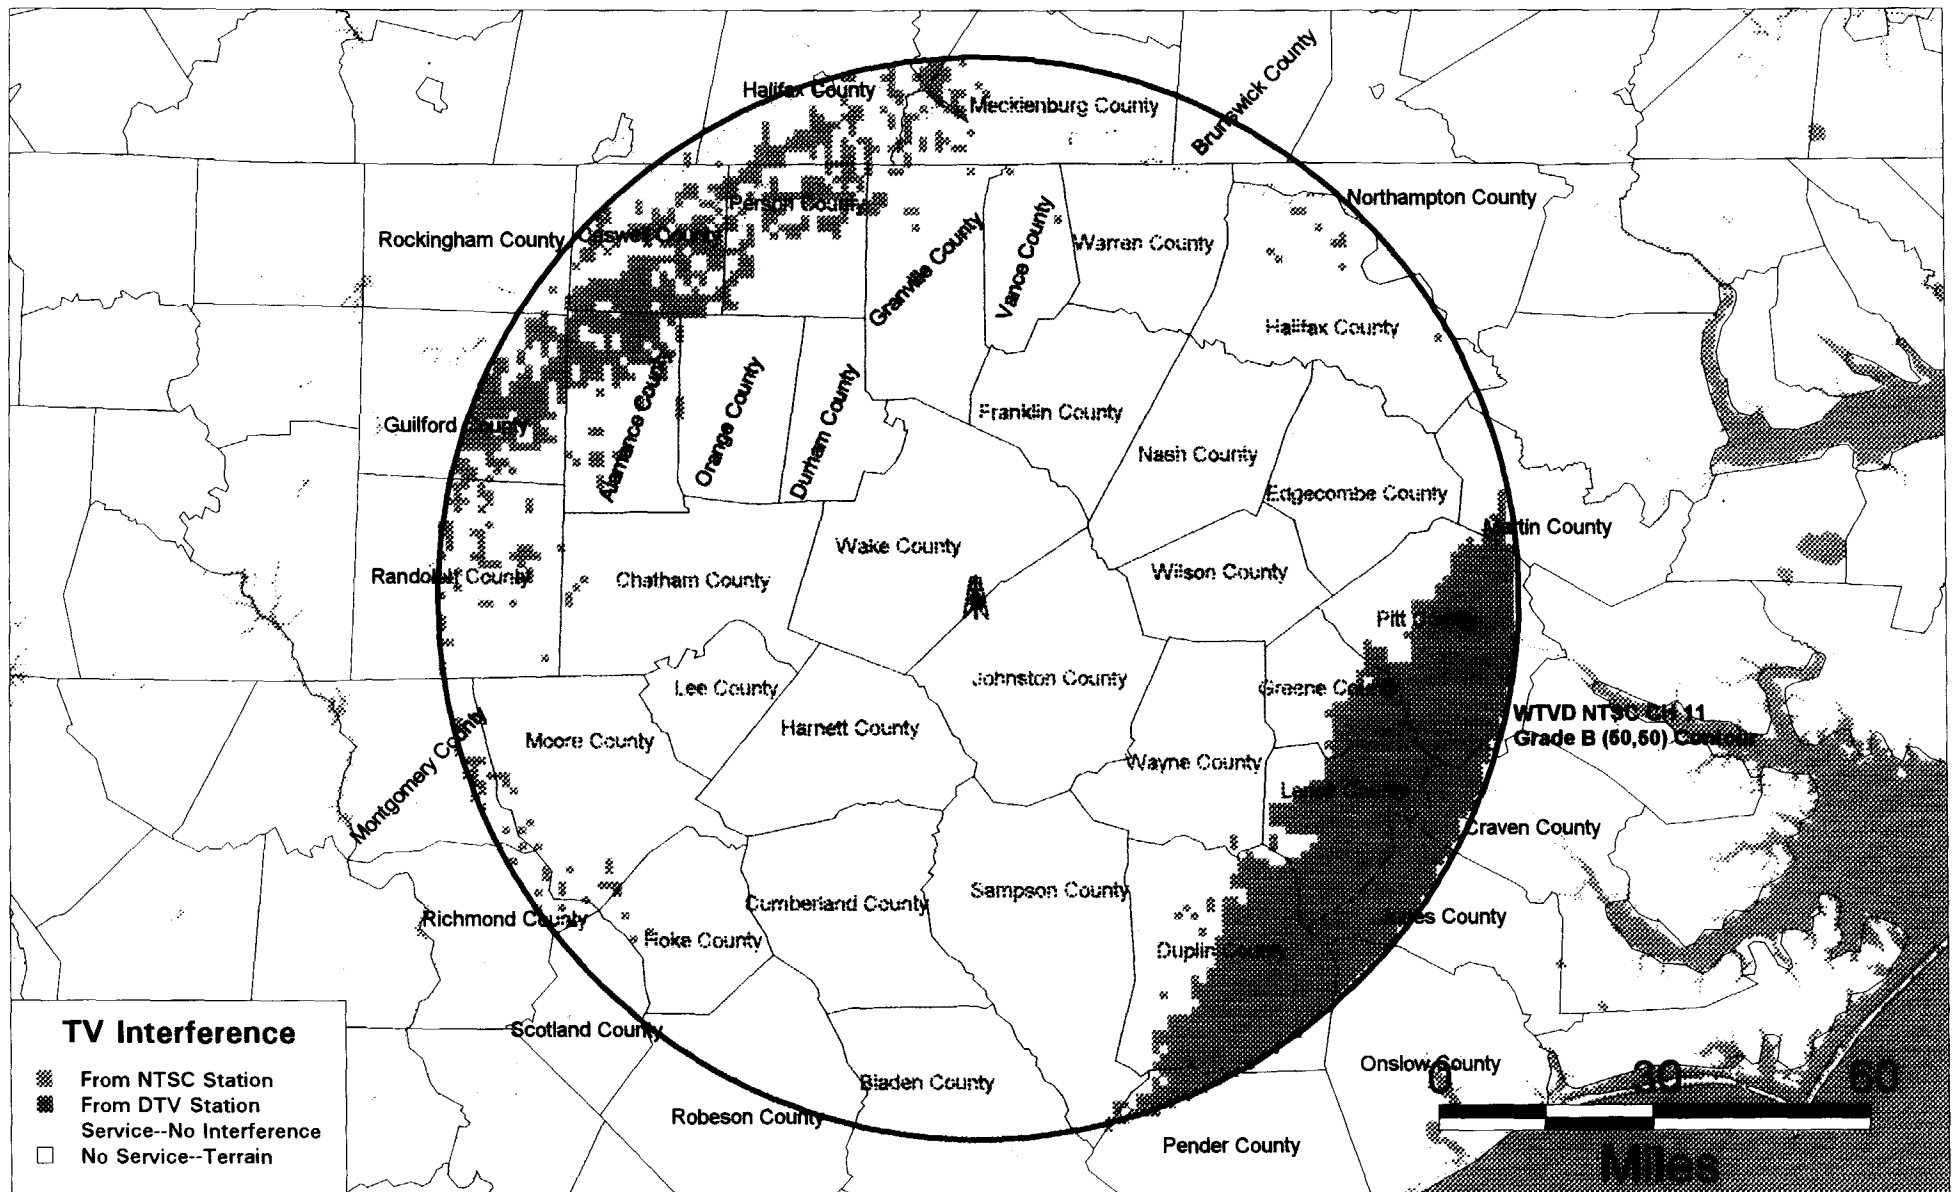 Brunswick County
Halifax County
Mecklenburg County
Northampton County
Person County
Rockingham County
Caswell County
Granville County
Vance County
Warren County
Halifax County
Guilford County
Alamance County
Orange County
Durham County
Franklin County
Nash County
Edgecombe County
Martin County
Wake County
Randolph County
Chatham County
Wilson County
Pitt County
Lee County
Johnston County
Greene County
WTVD NTSC CH 11
Grade B (50,50) Contour
Montgomery County
Moore County
Harnett County
Wayne County
Lenoir County
Craven County
Richmond County
Cumberland County
Sampson County
Jones County
Hoke County
Duplin County
Scotland County
Onslow County
Bladen County
Robeson County
Pender County
TV Interference
From NTSC Station
From DTV Station
Service--No Interference
No Service--Terrain
0 30 60
Miles